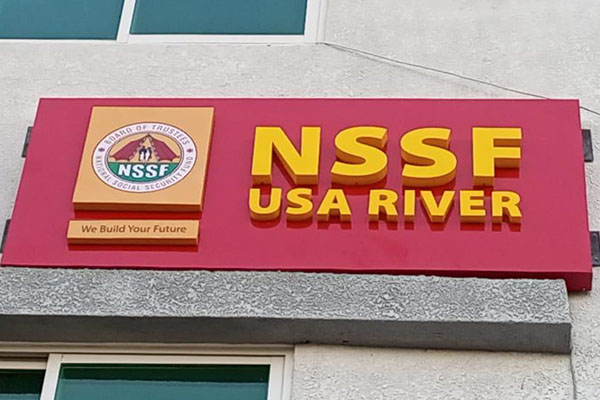 BOARD OF TRUSTEES
NSSF
NATIONAL SOCIAL SECURITY FUND
We Build Your Future
NSSF
USA RIVER